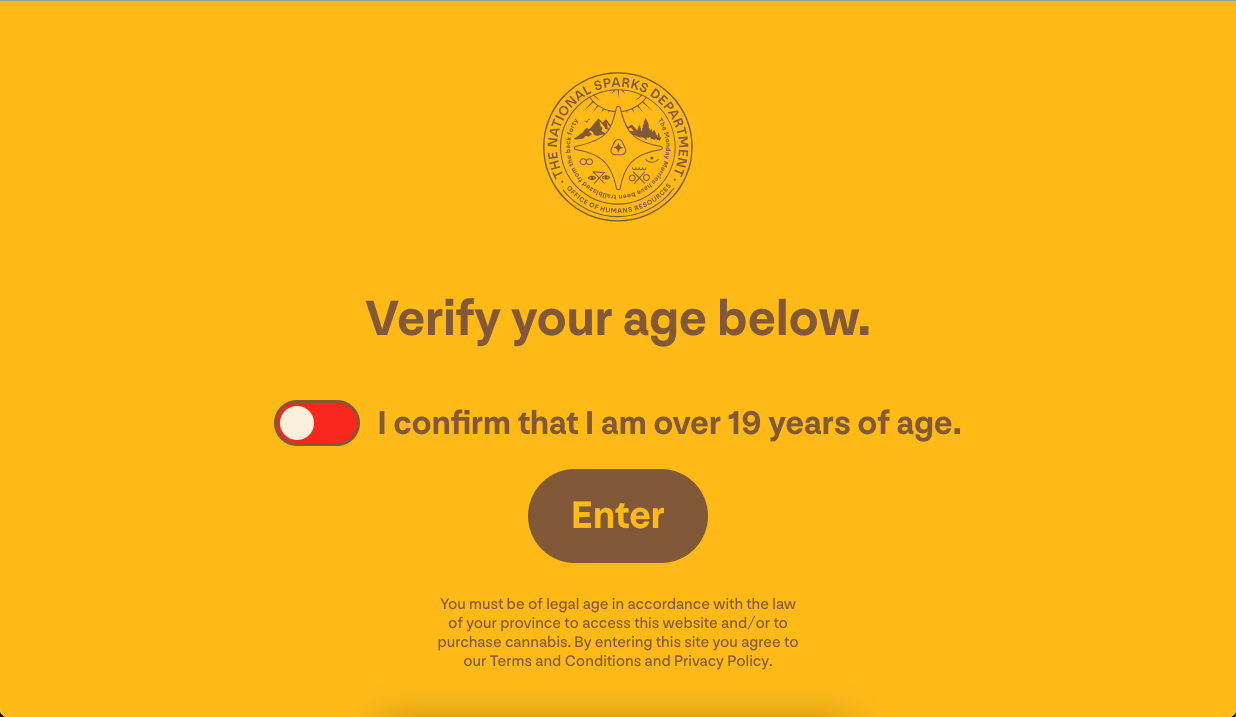 THE NATIONAL SPARKS DEPARTMENT
The Monday Morries have been trailblazed from the back forty
OFFICE OF HUMANS RESOURCES
Verify your age below.
I confirm that I am over 19 years of age.
Enter
You must be of legal age in accordance with the law
of your province to access this website and/or to
purchase cannabis. By entering this site you agree to
our Terms and Conditions and Privacy Policy.